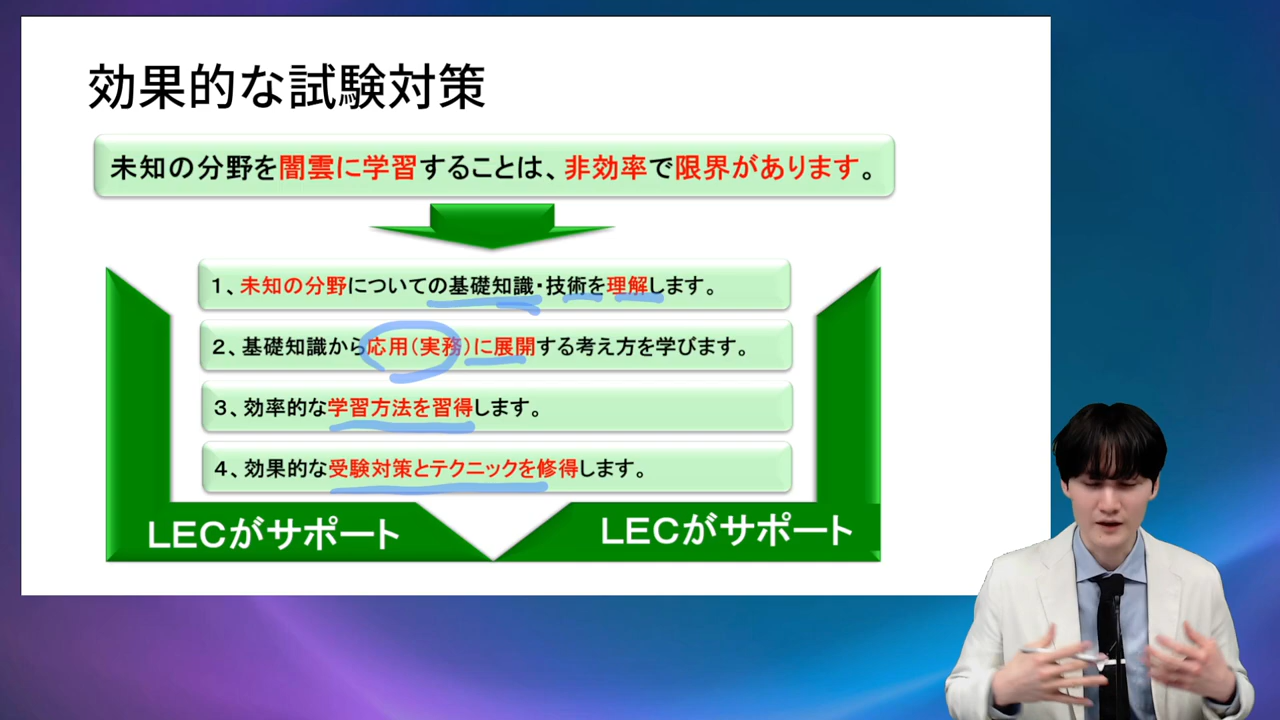 効果的な試験対策
未知の分野を闇雲に学習することは、非効率で限界があります。
1、未知の分野についての基礎知識・技術を理解します。
2、基礎知識から応用(実務)に展開する考え方を学びます。
3、効率的な学習方法を習得します。
4、効果的な受験対策とテクニックを修得します。
LECがサポート
LECがサポート